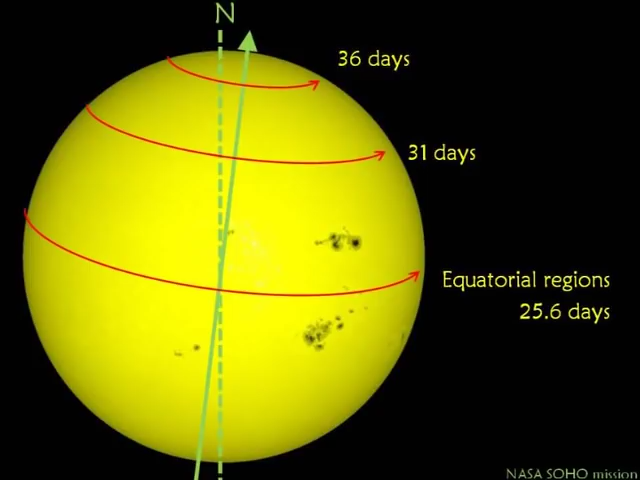 N
36 days
31 days
Equatorial regions
25.6 days
NASA SOHO mission